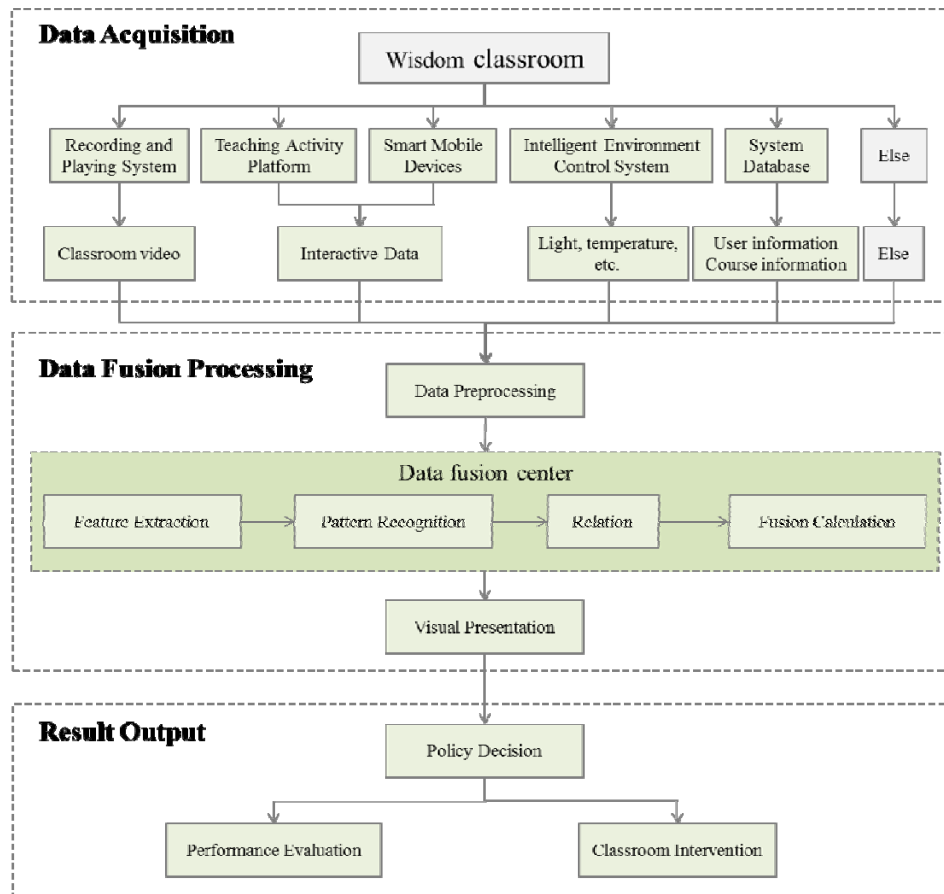 Data Acquisition
Wisdom classroom
Recording and
Playing System
Teaching Activity
Platform
Smart Mobile
Devices
Intelligent Environment
Control System
System
Database
Else
Classroom video
Interactive Data
Light, temperature,
etc.
User information
Course information
Else
Data Fusion Processing
Data Preprocessing
Data fusion center
Feature Extraction
Pattern Recognition
Relation
Fusion Calculation
Visual Presentation
Result Output
Policy Decision
Performance Evaluation
Classroom Intervention